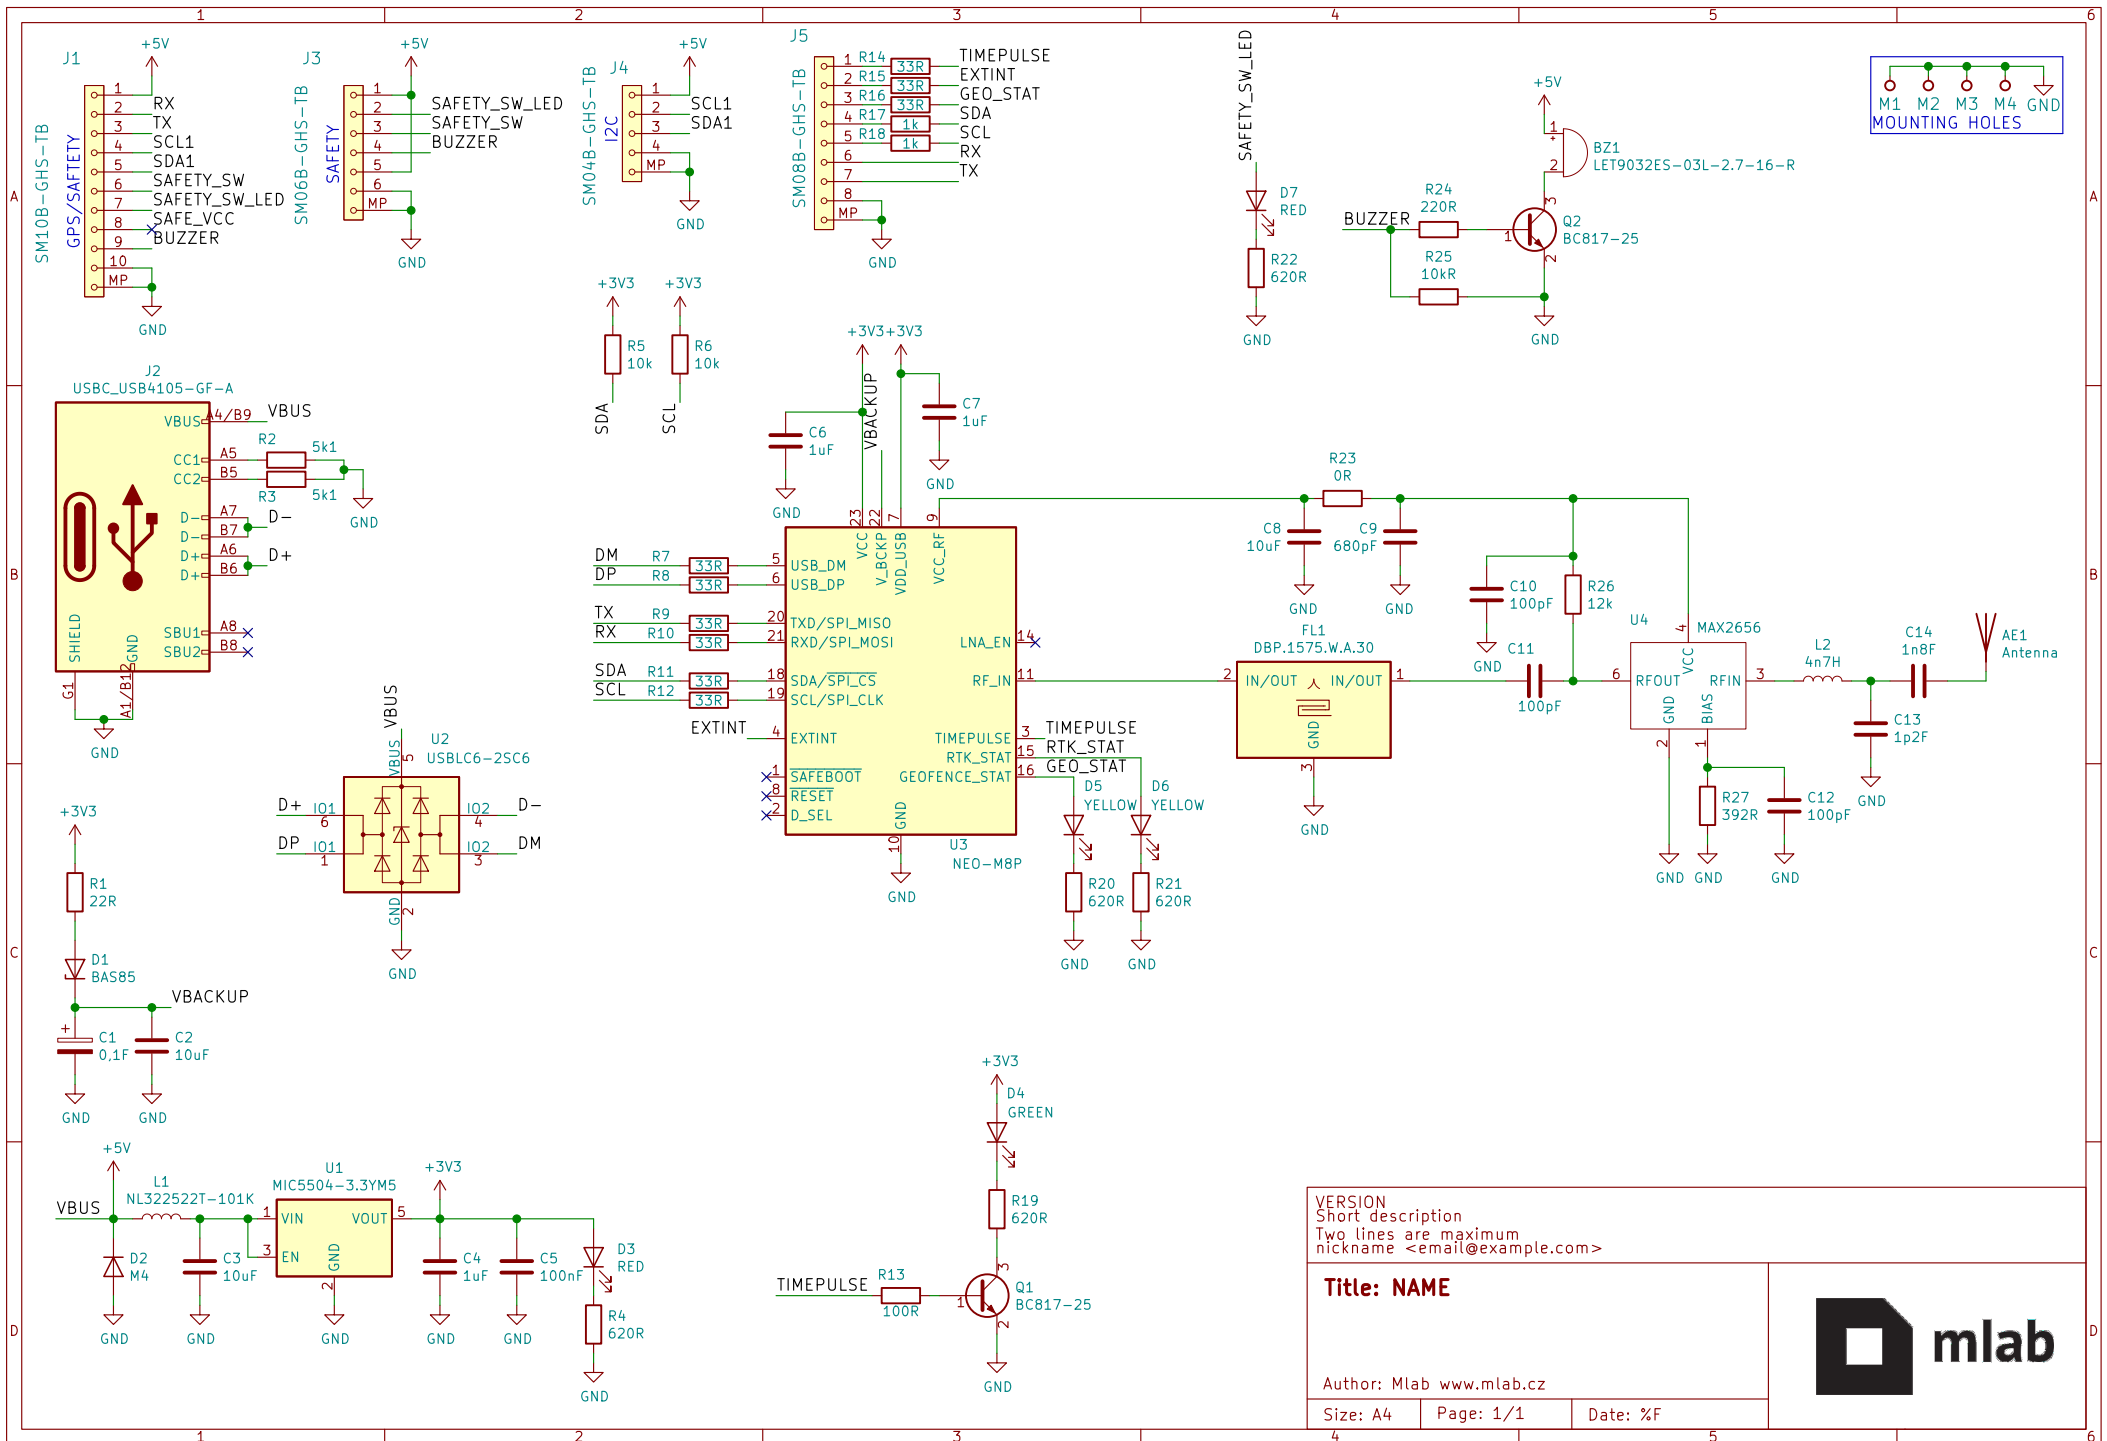 1 2 3 4 5 6
A B C D
J1
+5V
SM10B-GHS-TB
GPS/SAFTETY
1
2 RX
3 TX
4 SCL1
5 SDA1
6 SAFETY_SW
7 SAFETY_SW_LED
8 SAFE_VCC
9 BUZZER
10
MP
GND
J3
+5V
SM06B-GHS-TB
SAFETY
1
2 SAFETY_SW_LED
3 SAFETY_SW
4 BUZZER
5
6
MP
GND
J4
+5V
SM04B-GHS-TB
I2C
1
2 SCL1
3 SDA1
4
MP
GND
J5
SM08B-GHS-TB
1 R14 33R TIMEPULSE
2 R15 33R EXTINT
3 R16 33R GEO_STAT
4 R17 1k SDA
5 R18 1k SCL
6 RX
7 TX
8
MP
GND
SAFETY_SW_LED
D7
RED
R22
620R
GND
+5V
1
+
2
BZ1
LET9032ES-03L-2.7-16-R
BUZZER
R24
220R
R25
10kR
1
3
2
Q2
BC817-25
GND
M1 M2 M3 M4 GND
MOUNTING HOLES
J2
USBC_USB4105-GF-A
VBUS A4/B9 VBUS
CC1 A5 R2 5k1
CC2 B5 R3 5k1
GND
D- A7 D-
D- B7
D+ A6 D+
D+ B6
SBU1 A8
SBU2 B8
SHIELD G1
GND A1/B12
GND
+3V3 +3V3
R5
10k
R6
10k
SDA
SCL
+3V3 +3V3
VBACKUP
C6
1uF
GND
C7
1uF
GND
23 22 7 9
VCC
V_BCKP
VDD_USB
VCC_RF
DM R7 33R 5 USB_DM
DP R8 33R 6 USB_DP
TX R9 33R 20 TXD/SPI_MISO
RX R10 33R 21 RXD/SPI_MOSI
SDA R11 33R 18 SDA/SPI_CS
SCL R12 33R 19 SCL/SPI_CLK
EXTINT 4 EXTINT
1 SAFEBOOT
8 RESET
2 D_SEL
LNA_EN 14
RF_IN 11
TIMEPULSE 3 TIMEPULSE
RTK_STAT 15 RTK_STAT
GEOFENCE_STAT 16 GEO_STAT
GND
10
GND
U3
NEO-M8P
D5
YELLOW
D6
YELLOW
R20
620R
R21
620R
GND
GND
R23
0R
C8
10uF
GND
C9
680pF
GND
C10
100pF
GND
R26
12k
FL1
DBP.1575.W.A.30
2 IN/OUT IN/OUT 1
GND
3
GND
C11
100pF
U4
MAX2656
4
VCC
6 RFOUT RFIN 3
GND BIAS
2 1
R27
392R
C12
100pF
GND GND GND
L2
4n7H
C14
1n8F
C13
1p2F
GND
AE1
Antenna
VBUS
U2
USBLC6-2SC6
VBUS
5
D+ IO1 6
IO2 4 D-
DP IO1 1
IO2 3 DM
GND
2
GND
+3V3
R1
22R
D1
BAS85
VBACKUP
+
C1
0,1F
C2
10uF
GND GND
+5V
VBUS
L1
NL322522T-101K
D2
M4
C3
10uF
GND GND
U1
MIC5504-3.3YM5
1 VIN VOUT 5
3 EN
GND
2
GND
+3V3
C4
1uF
C5
100nF
GND GND
D3
RED
R4
620R
GND
+3V3
D4
GREEN
R19
620R
TIMEPULSE
R13
100R
1
3
2
Q1
BC817-25
GND
VERSION
Short description
Two lines are maximum
nickname <email@example.com>
Title: NAME
Author: Mlab www.mlab.cz
Size: A4
Page: 1/1
Date: %F
mlab
1 2 3 4 5 6
A B C D